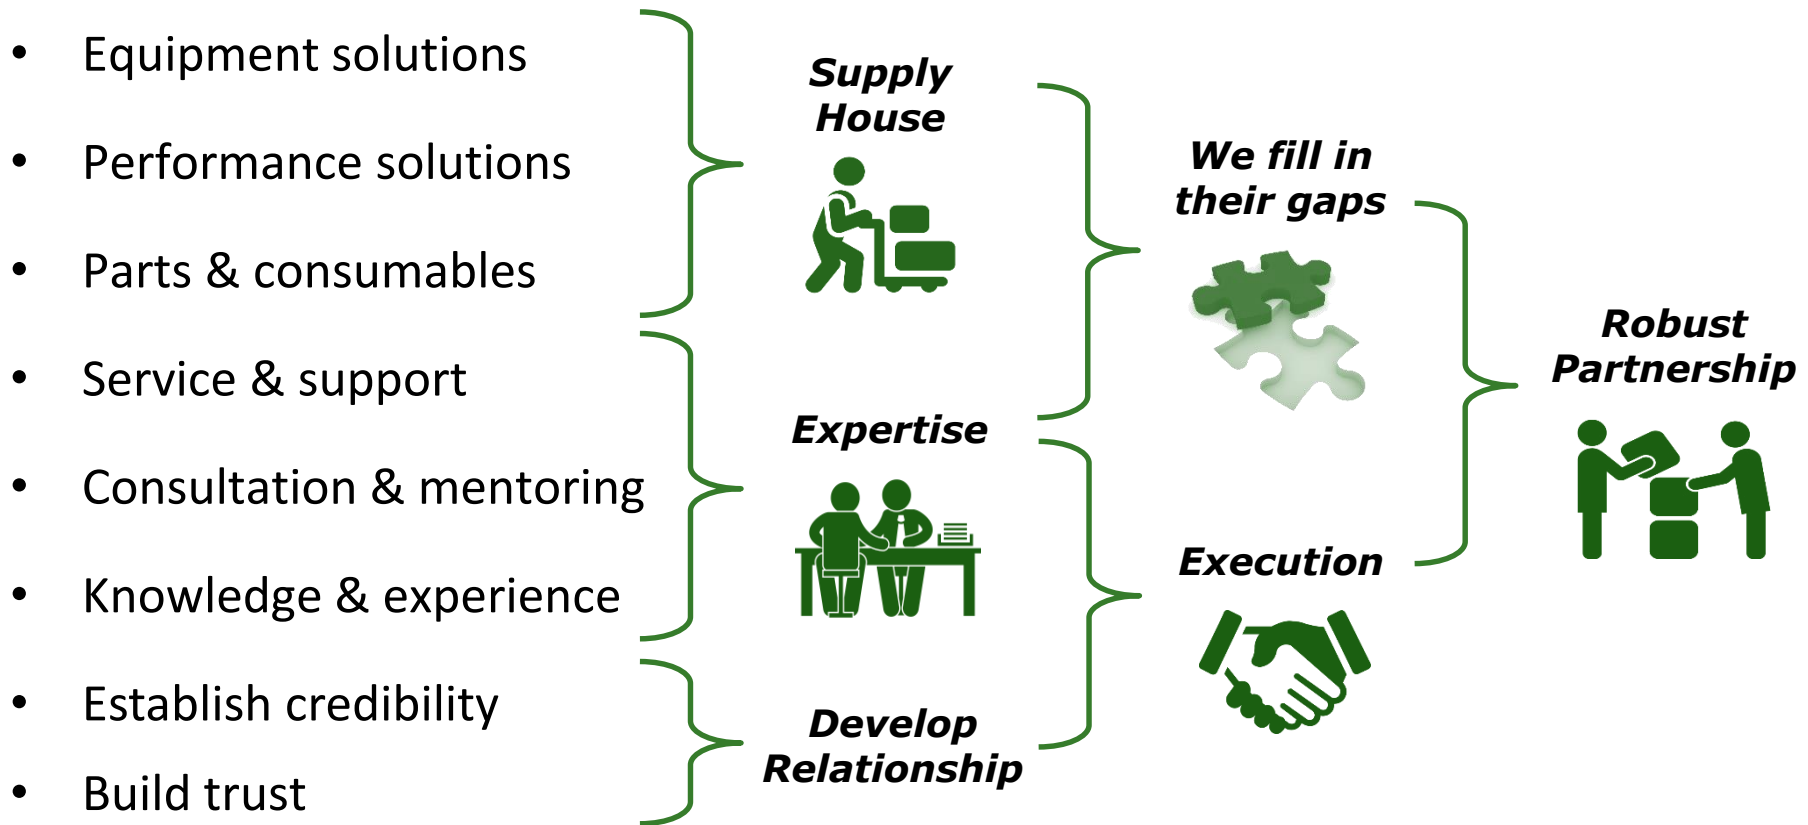 • Equipment solutions
• Performance solutions
• Parts & consumables
• Service & support
• Consultation & mentoring
• Knowledge & experience
• Establish credibility
• Build trust
Supply
House
Expertise
Develop
Relationship
We fill in
their gaps
Execution
Robust
Partnership